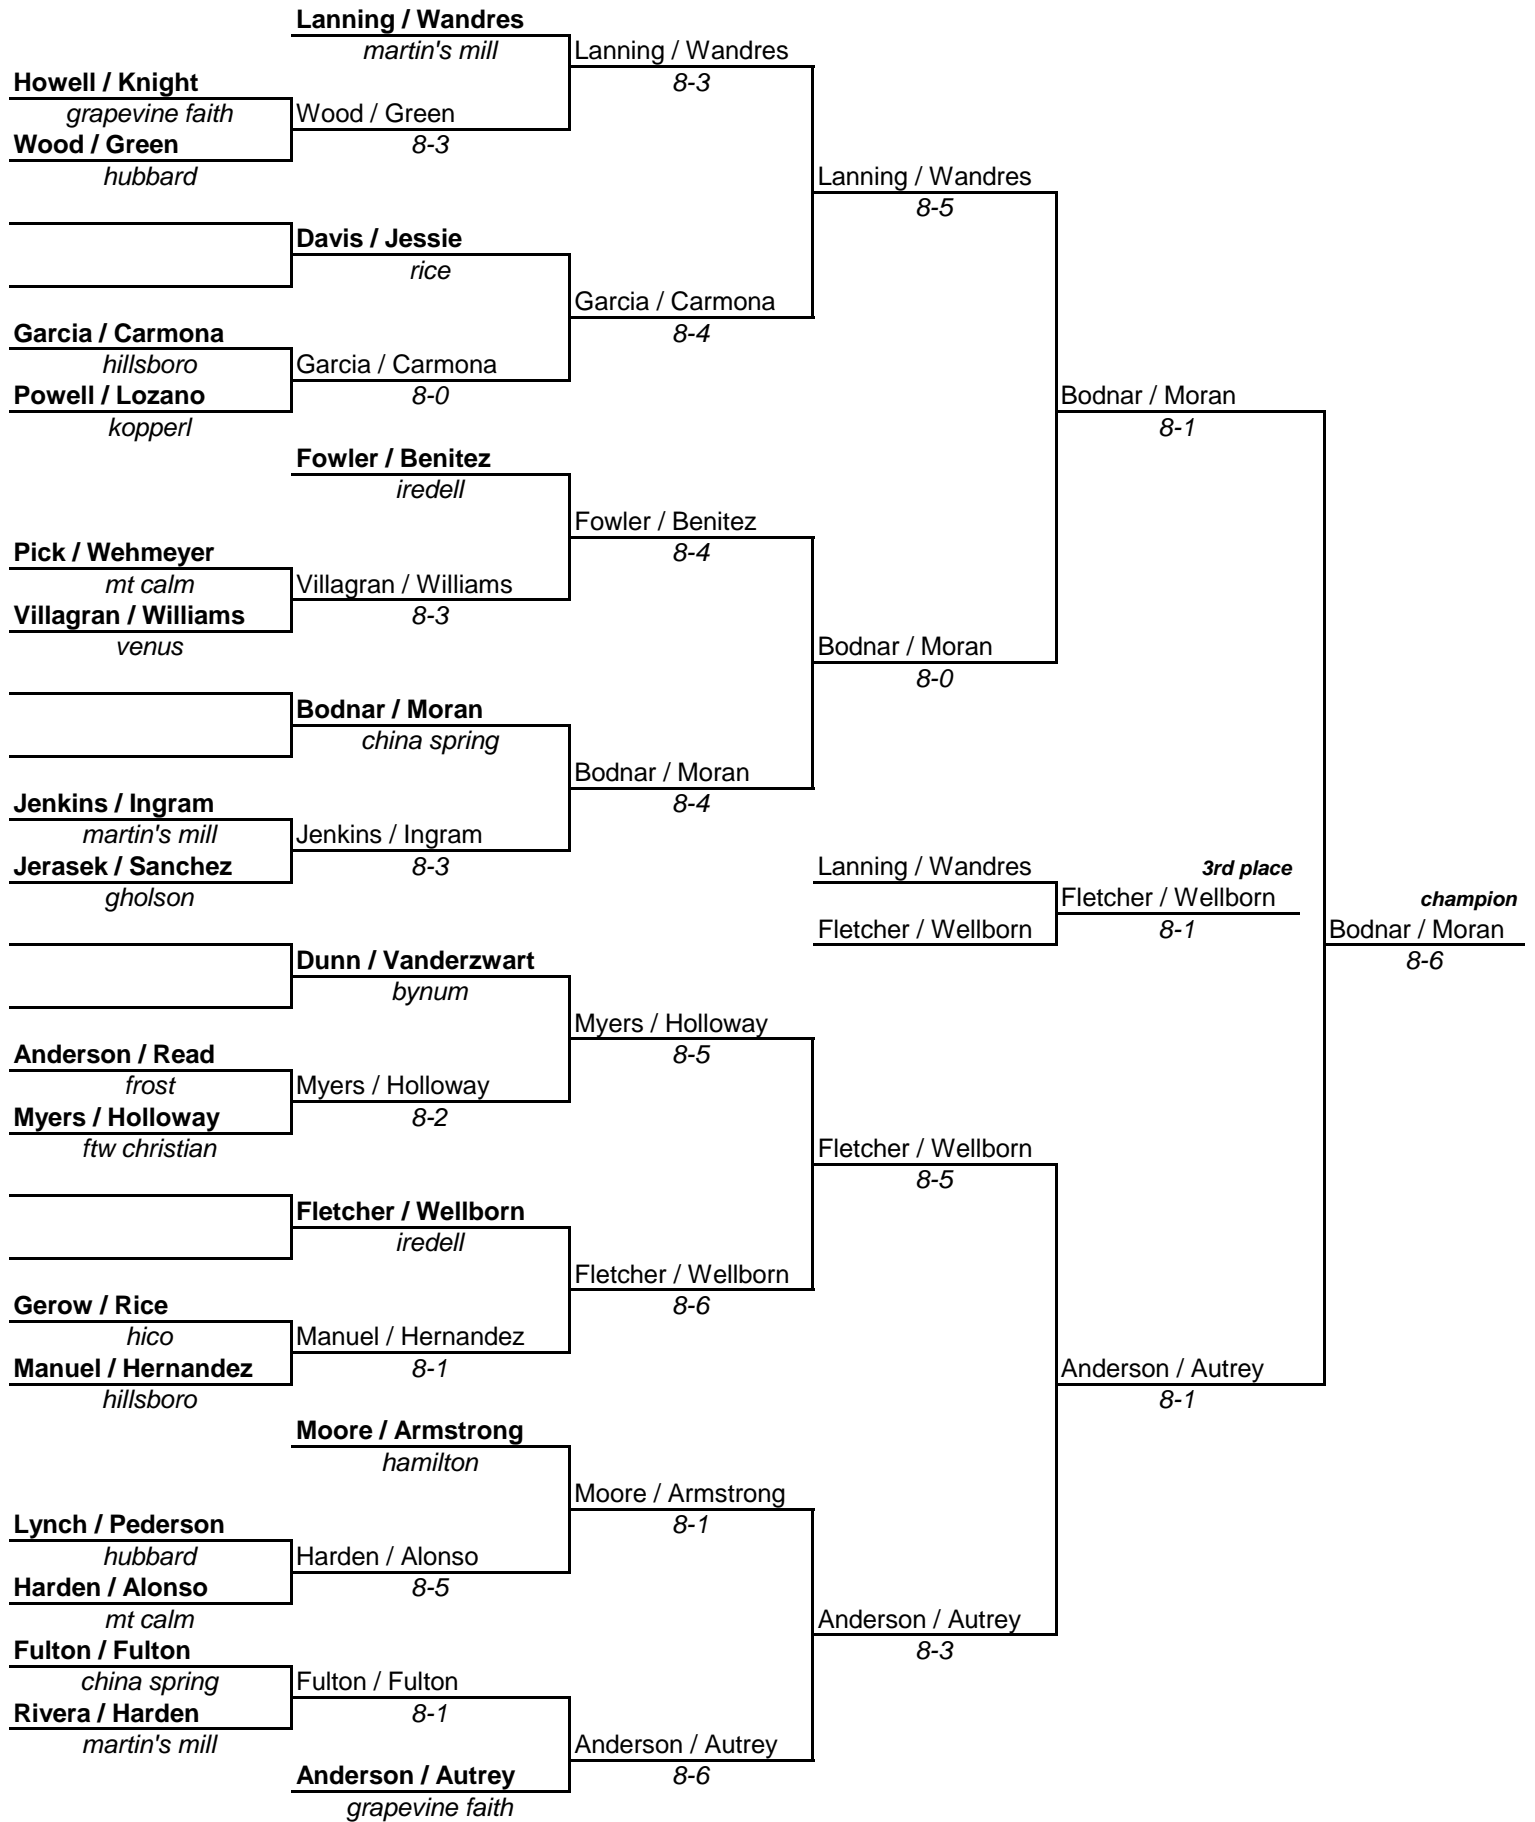 Lanning / Wandres
martin's mill
Lanning / Wandres
8-3
Howell / Knight
grapevine faith
Wood / Green
8-3
Wood / Green
hubbard
Lanning / Wandres
8-5
Davis / Jessie
rice
Garcia / Carmona
8-4
Garcia / Carmona
hillsboro
Garcia / Carmona
8-0
Powell / Lozano
kopperl
Bodnar / Moran
8-1
Fowler / Benitez
iredell
Fowler / Benitez
8-4
Pick / Wehmeyer
mt calm
Villagran / Williams
8-3
Villagran / Williams
venus
Bodnar / Moran
8-0
Bodnar / Moran
china spring
Bodnar / Moran
8-4
Jenkins / Ingram
martin's mill
Jenkins / Ingram
8-3
Jerasek / Sanchez
gholson
Lanning / Wandres
3rd place
Fletcher / Wellborn
8-1
Fletcher / Wellborn
champion
Bodnar / Moran
8-6
Dunn / Vanderzwart
bynum
Myers / Holloway
8-5
Anderson / Read
frost
Myers / Holloway
8-2
Myers / Holloway
ftw christian
Fletcher / Wellborn
8-5
Fletcher / Wellborn
iredell
Fletcher / Wellborn
8-6
Gerow / Rice
hico
Manuel / Hernandez
8-1
Manuel / Hernandez
hillsboro
Anderson / Autrey
8-1
Moore / Armstrong
hamilton
Moore / Armstrong
8-1
Lynch / Pederson
hubbard
Harden / Alonso
8-5
Harden / Alonso
mt calm
Anderson / Autrey
8-3
Fulton / Fulton
china spring
Fulton / Fulton
8-1
Rivera / Harden
martin's mill
Anderson / Autrey
8-6
Anderson / Autrey
grapevine faith